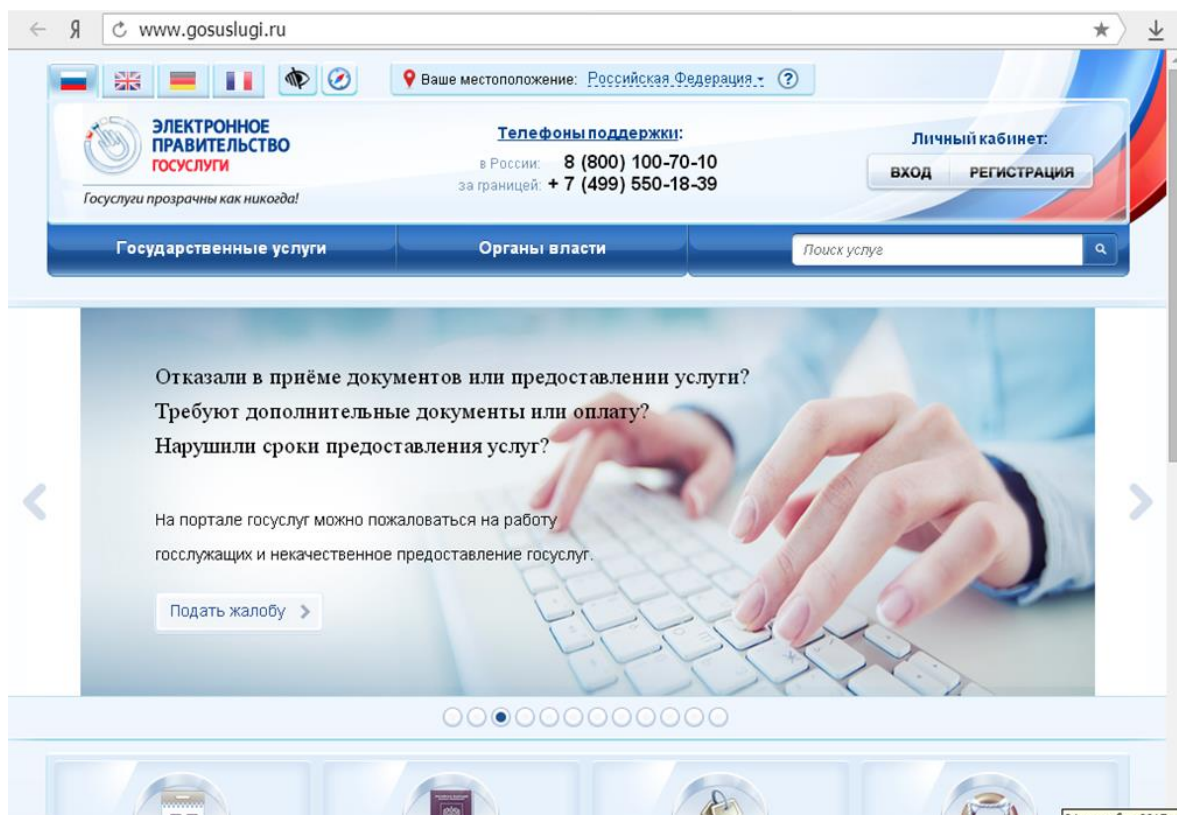 Я www.gosuslugi.ru
Ваше местоположение: Российская Федерация ?
ЭЛЕКТРОННОЕ
ПРАВИТЕЛЬСТВО
ГОСУСЛУГИ
Госуслуги прозрачны как никогда!
Телефоны поддержки:
в России: 8 (800) 100-70-10
за границей: + 7 (499) 550-18-39
Личный кабинет:
ВХОД РЕГИСТРАЦИЯ
Государственные услуги Органы власти Поиск услуг
Отказали в приёме документов или предоставлении услуги?
Требуют дополнительные документы или оплату?
Нарушили сроки предоставления услуг?
На портале госуслуг можно пожаловаться на работу
госслужащих и некачественное предоставление госуслуг.
Подать жалобу